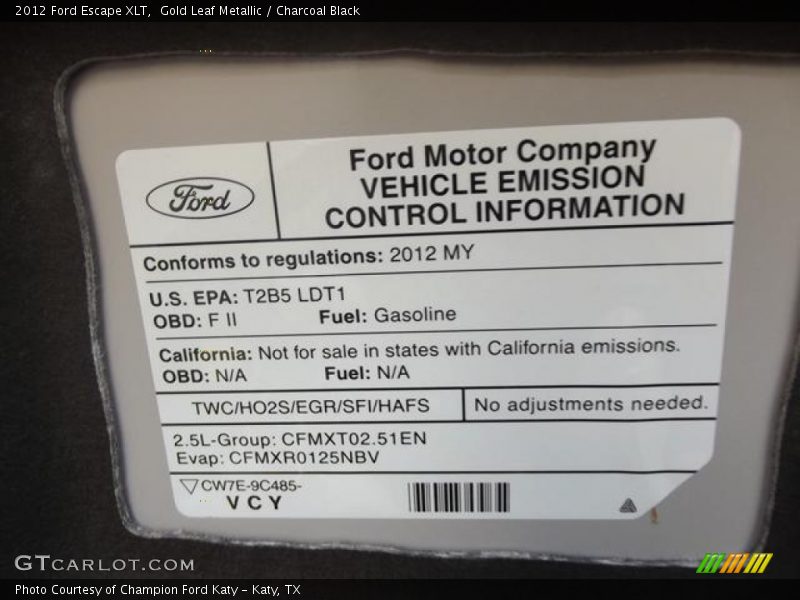 2012 Ford Escape XLT,  Gold Leaf Metallic / Charcoal Black
Ford
Ford Motor Company
VEHICLE EMISSION
CONTROL INFORMATION
Conforms to regulations: 2012 MY
U.S. EPA: T2B5 LDT1
OBD: F II Fuel: Gasoline
California: Not for sale in states with California emissions.
OBD: N/A Fuel: N/A
TWC/HO2S/EGR/SFI/HAFS No adjustments needed.
2.5L-Group: CFMXT02.51EN
Evap: CFMXR0125NBV
CW7E-9C485-
VCY
GTCARLOT.COM
Photo Courtesy of Champion Ford Katy – Katy, TX